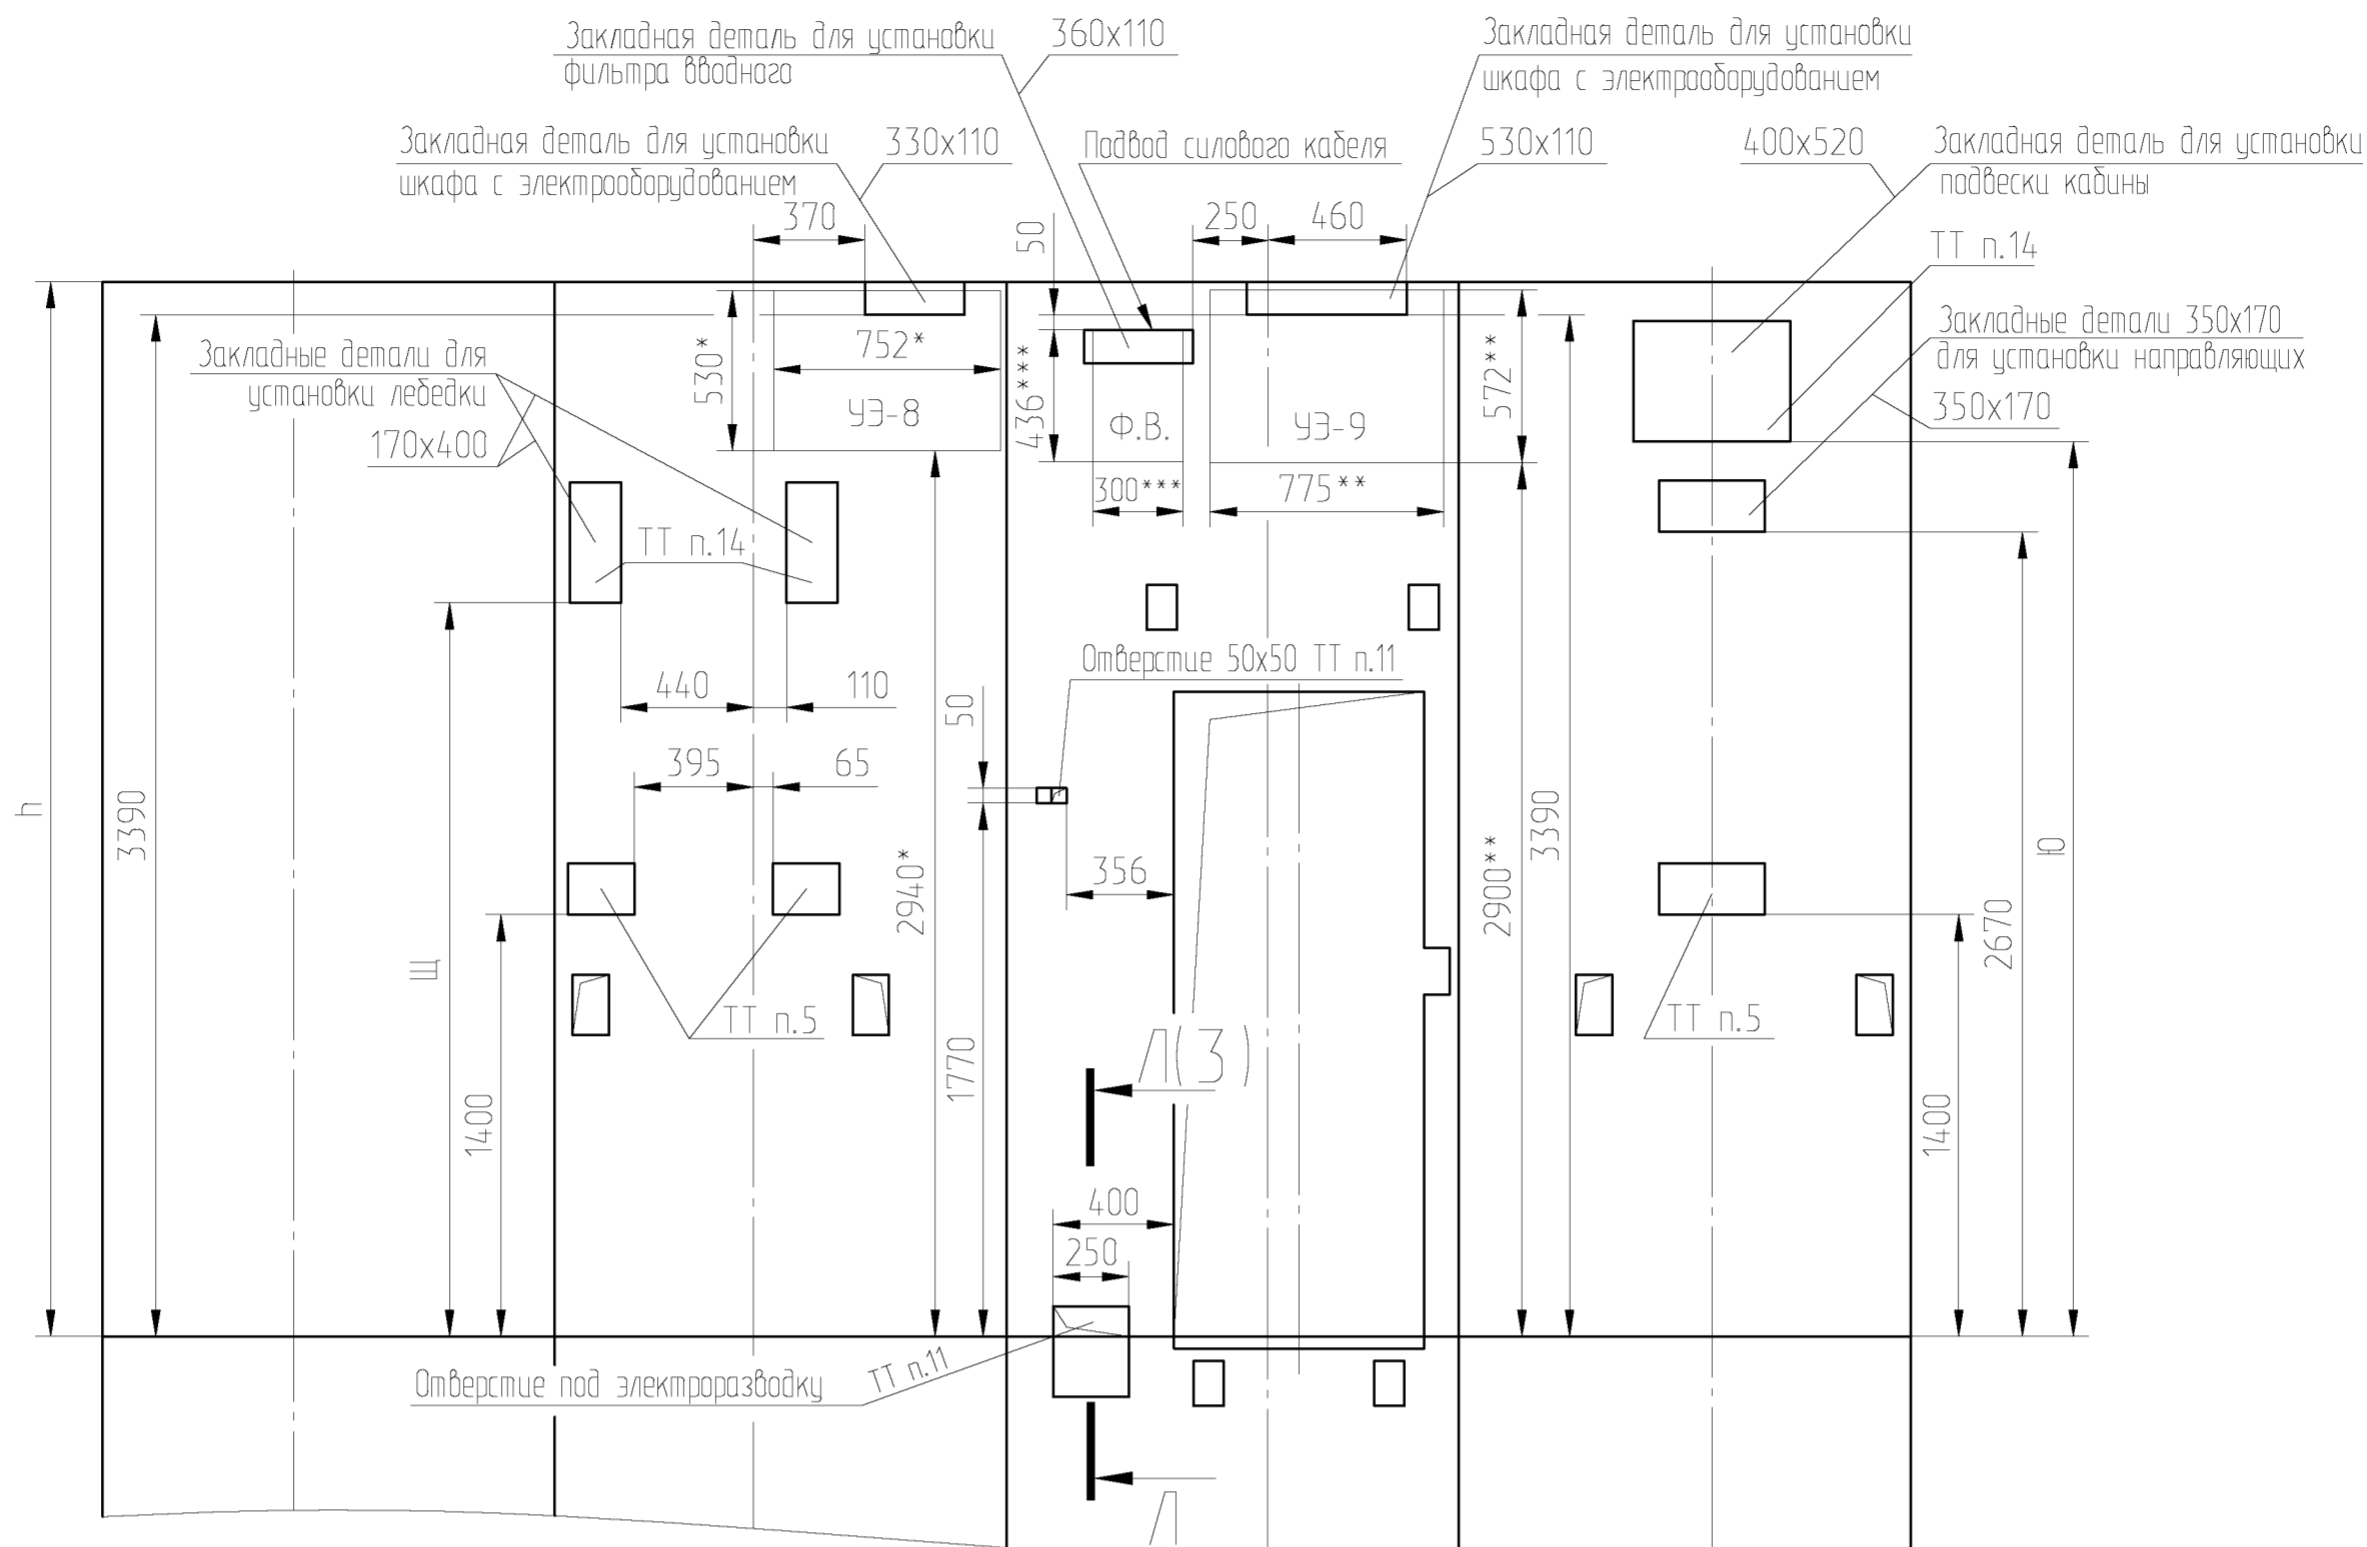 Закладная деталь для установки
фильтра вводного
360х110
Закладная деталь для установки
шкафа с электрооборудованием
Закладная деталь для установки
шкафа с электрооборудованием
330х110
Подвод силового кабеля
530х110
400х520
Закладная деталь для установки
подвески кабины
370
50
250
460
ТТ п.14
Закладные детали 350х170
для установки направляющих
350х170
Закладные детали для
установки лебедки
170х400
530*
752*
УЭ-8
436***
Ф.В.
300***
УЭ-9
775**
572**
ТТ п.14
440
110
Отверстие 50х50 ТТ п.11
50
395
65
h
3390
356
2940*
2900**
3390
Ю
2670
Щ
1400
ТТ п.5
1770
Л(З)
ТТ п.5
1400
400
250
Отверстие под электроразводку
ТТ п.11
Л